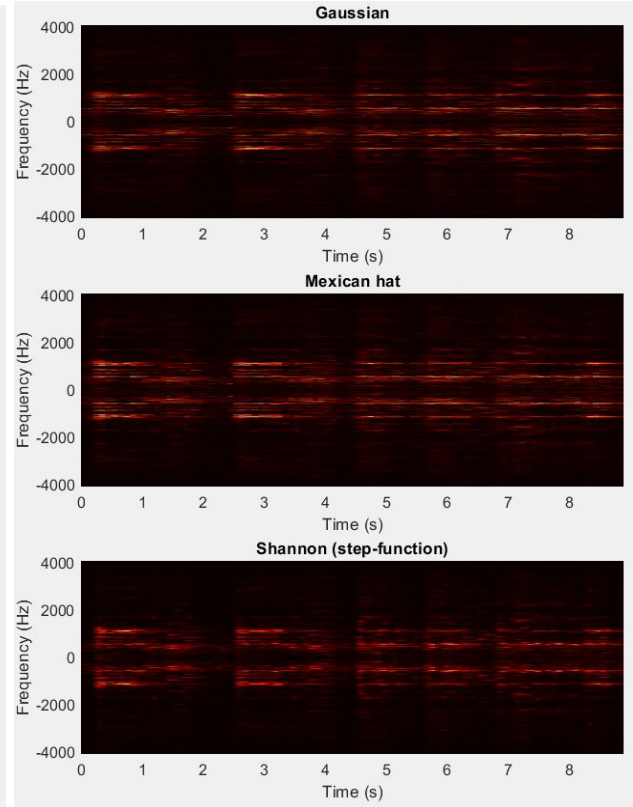 Gaussian
4000
2000
0
-2000
-4000
Frequency (Hz)
0 1 2 3 4 5 6 7 8
Time (s)
Mexican hat
4000
2000
0
-2000
-4000
Frequency (Hz)
0 1 2 3 4 5 6 7 8
Time (s)
Shannon (step-function)
4000
2000
0
-2000
-4000
Frequency (Hz)
0 1 2 3 4 5 6 7 8
Time (s)